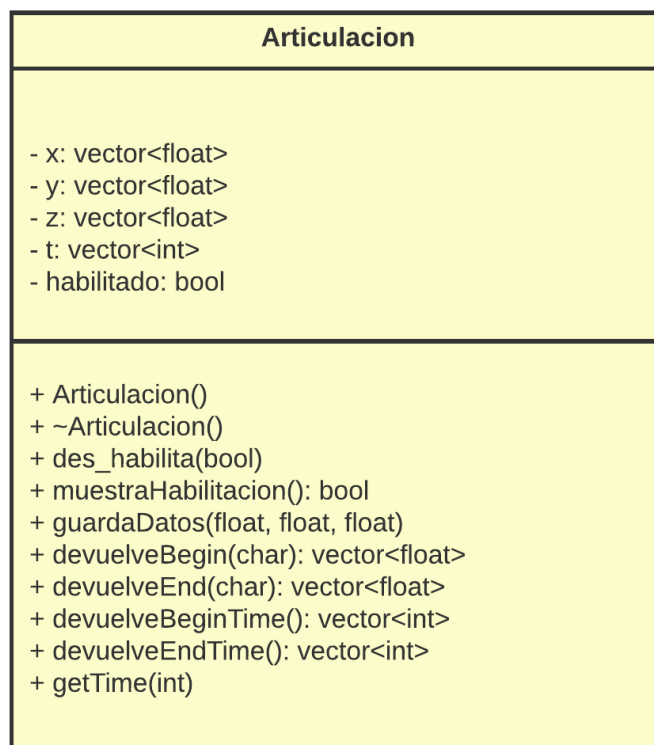 Articulacion
- x: vector<float>
- y: vector<float>
- z: vector<float>
- t: vector<int>
- habilitado: bool
+ Articulacion()
+ ~Articulacion()
+ des_habilita(bool)
+ muestraHabilitacion(): bool
+ guardaDatos(float, float, float)
+ devuelveBegin(char): vector<float>
+ devuelveEnd(char): vector<float>
+ devuelveBeginTime(): vector<int>
+ devuelveEndTime(): vector<int>
+ getTime(int)